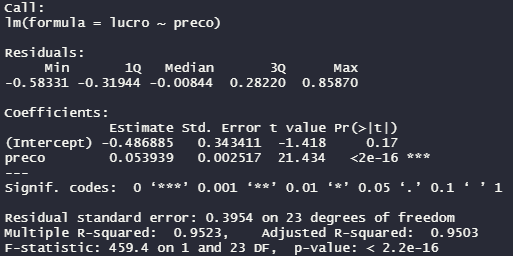 Call:
lm(formula = lucro ~ preco)
Residuals:
Min 1Q Median 3Q Max
-0.58331 -0.31944 -0.00844 0.28220 0.85870
Coefficients:
Estimate Std. Error t value Pr(>|t|)
(Intercept) -0.486885 0.343411 -1.418 0.17
preco 0.053939 0.002517 21.434 <2e-16 ***
---
Signif. codes: 0 ‘***’ 0.001 ‘**’ 0.01 ‘*’ 0.05 ‘.’ 0.1 ‘ ’ 1
Residual standard error: 0.3954 on 23 degrees of freedom
Multiple R-squared: 0.9523, Adjusted R-squared: 0.9503
F-statistic: 459.4 on 1 and 23 DF, p-value: < 2.2e-16